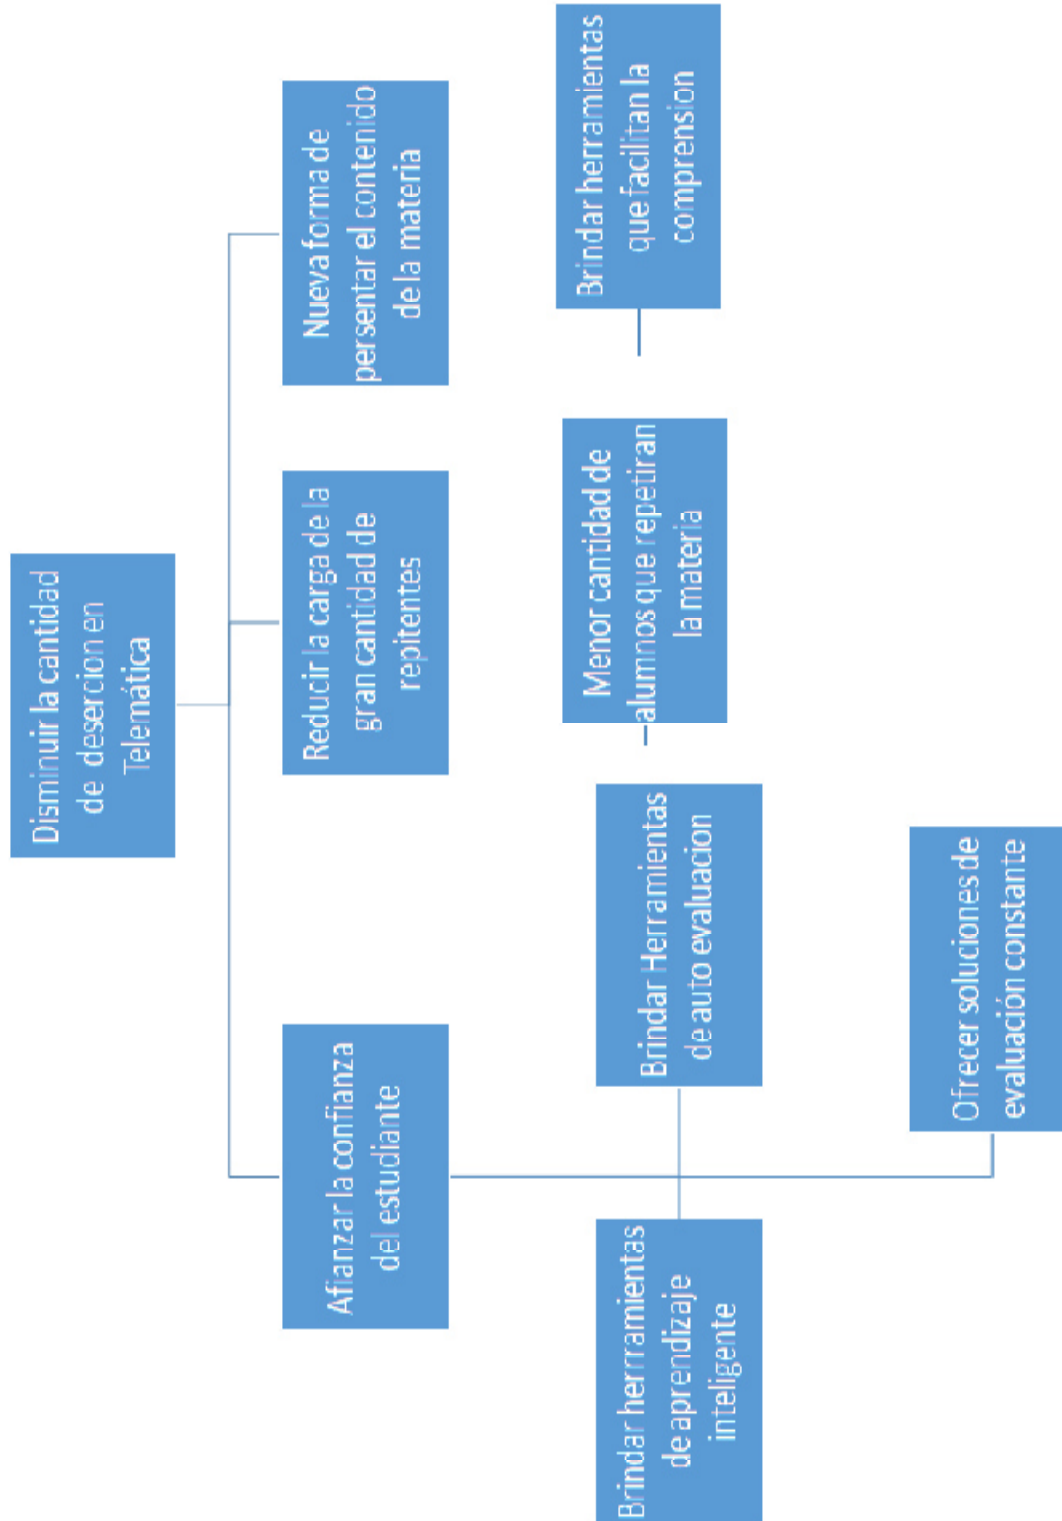 Disminuir la cantidad
de desercion en
Telemática
Afianzar la confianza
del estudiante
Reducir la carga de la
gran cantidad de
repitentes
Nueva forma de
persentar el contenido
de la materia
Brindar herrramientas
de aprendizaje
inteligente
Brindar Herramientas
de auto evaluacion
Menor cantidad de
alumnos que repetiran
la materia
Brindar herramientas
que facilitan la
comprension
Ofrecer soluciones de
evaluación constante